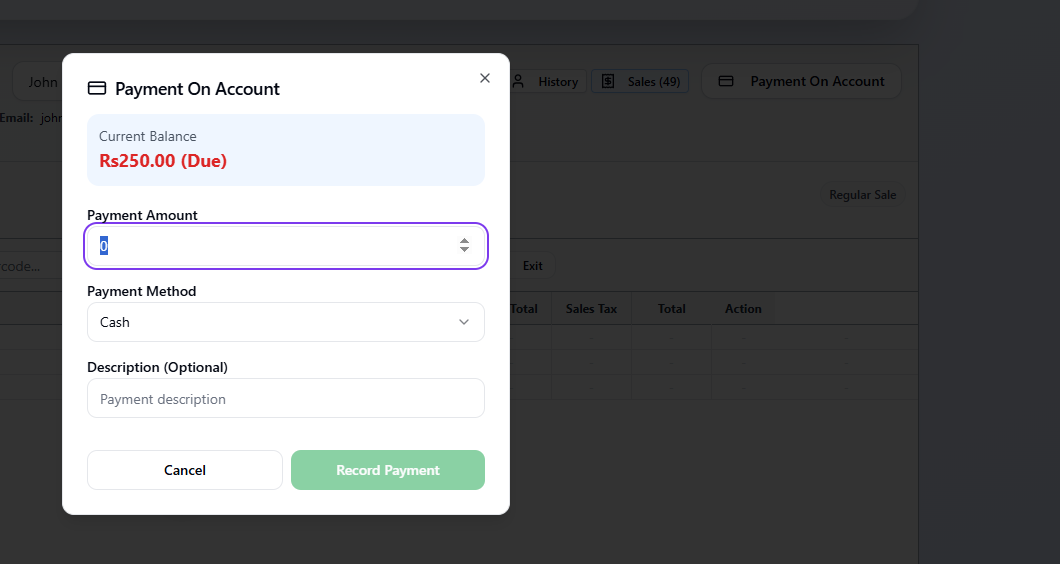 Payment On Account
Current Balance
Rs250.00 (Due)
Payment Amount
0
Payment Method
Cash
Description (Optional)
Payment description
Cancel
Record Payment
John
History
Sales (49)
Payment On Account
Email: john
Regular Sale
code...
Exit
Total
Sales Tax
Total
Action